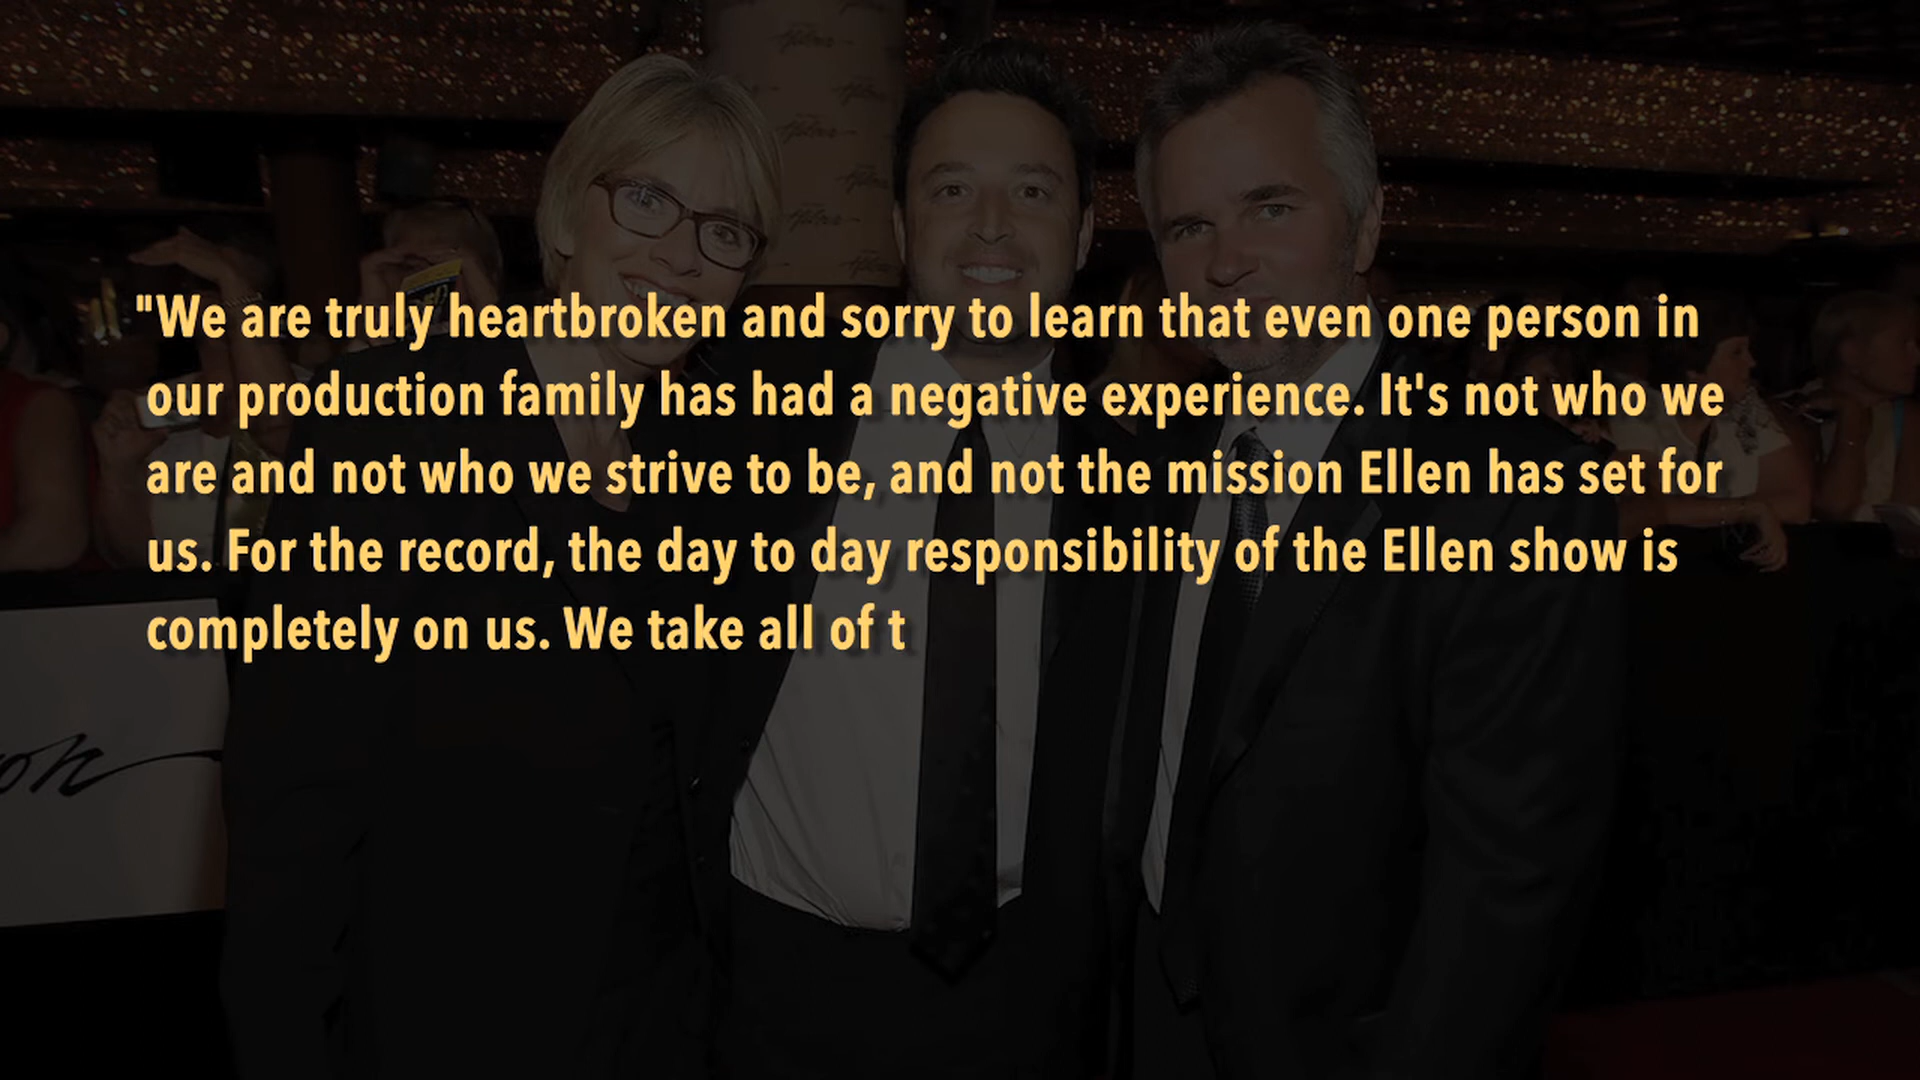 "We are truly heartbroken and sorry to learn that even one person in
our production family has had a negative experience. It's not who we
are and not who we strive to be, and not the mission Ellen has set for
us. For the record, the day to day responsibility of the Ellen show is
completely on us. We take all of t